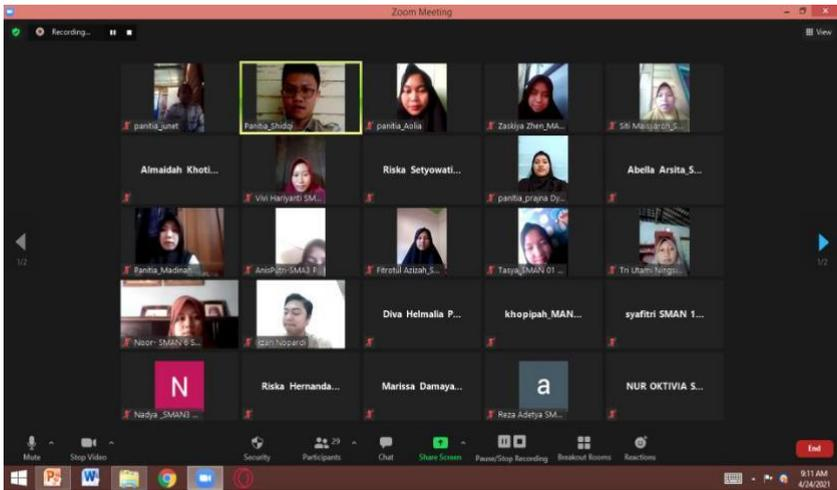 Zoom Meeting
Recording...
View
panitia_junet
Panitia_Shidqi
panitia_Aolia
Zaskiya Zhen_MA...
Siti Maisyaroh_S...
Almaidah Khoti...
Vivi Hariyanti SM...
Riska Setyowati...
panitia_prajna Dy...
Abella Arsita_S...
1/2
Panitia_Madinah
AnisPutri-SMA3 P...
Fitrotul Azizah_S...
Tasya_SMAN 01 ...
Tri Utami Ningsi...
1/2
Noor- SMAN 6 S...
Izan Nopardi
Diva Helmalia P...
khopipah_MAN...
syafitri SMAN 1...
N
Nadya _SMAN3 ...
Riska Hernanda...
Marissa Damaya...
a
Reza Adetya SM...
NUR OKTIVIA S...
Mute
Stop Video
Security
29
Participants
Chat
Share Screen
Pause/Stop Recording
Breakout Rooms
Reactions
End
9:11 AM
4/24/2021